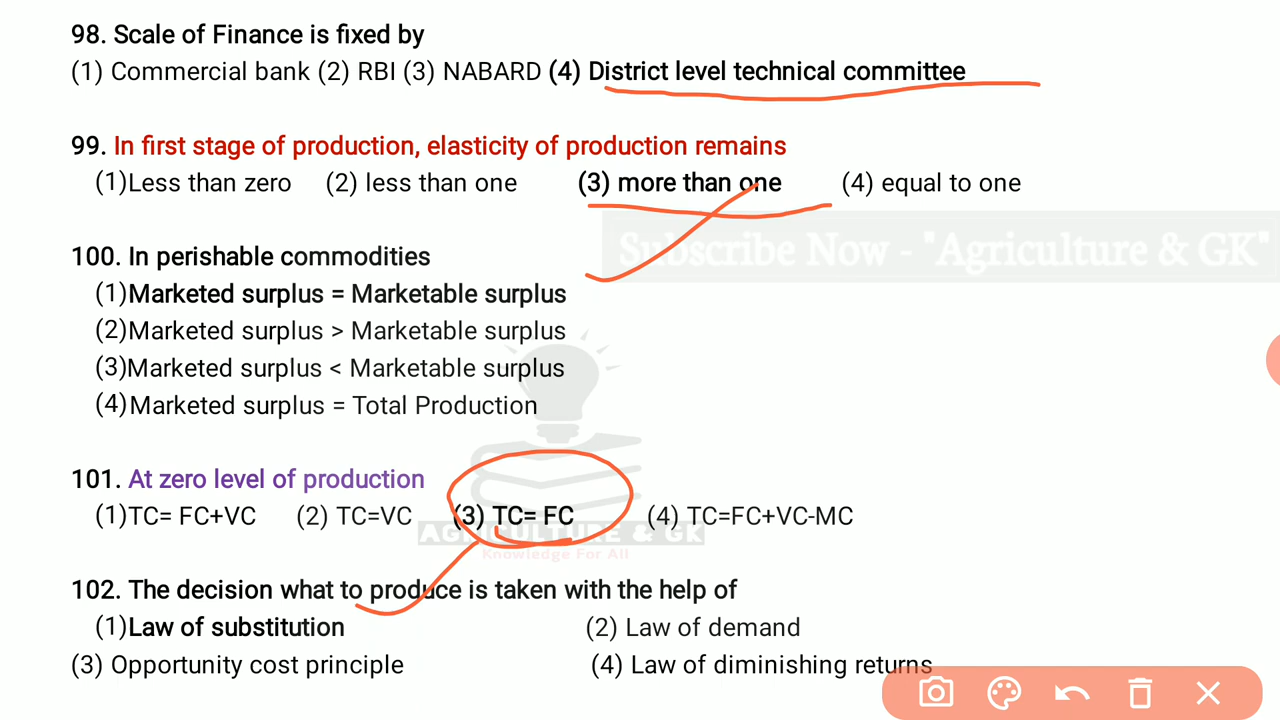 98. Scale of Finance is fixed by
(1) Commercial bank (2) RBI (3) NABARD (4) District level technical committee
99. In first stage of production, elasticity of production remains
(1)Less than zero (2) less than one (3) more than one (4) equal to one
Subscribe Now - "Agriculture & GK"
100. In perishable commodities
(1)Marketed surplus = Marketable surplus
(2)Marketed surplus > Marketable surplus
(3)Marketed surplus < Marketable surplus
(4)Marketed surplus = Total Production
101. At zero level of production
(1)TC= FC+VC (2) TC=VC (3) TC= FC (4) TC=FC+VC-MC
AGRICULTURE & GK
Knowledge For All
102. The decision what to produce is taken with the help of
(1)Law of substitution (2) Law of demand
(3) Opportunity cost principle (4) Law of diminishing returns